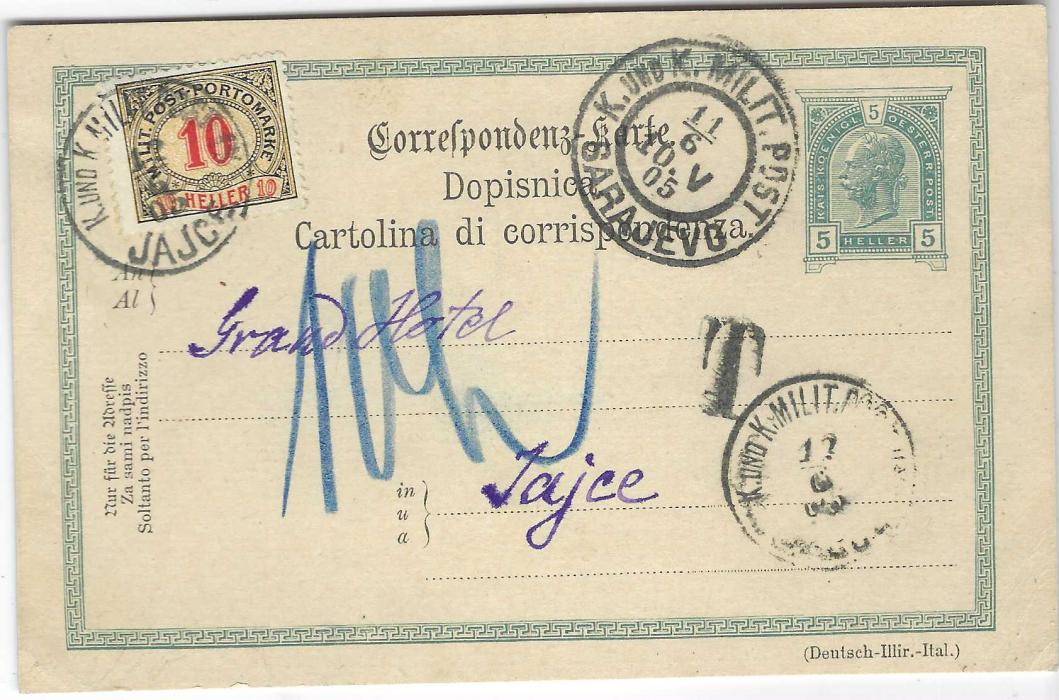 MILIT. POST-PORTOMARKE
10
10 HELLER 10
K. UND K. MILIT.
JAJCE
K. UND K. MILIT. POST
11
6
05
V
SARAJEVO
5
KAIS. KOENIGL. OESTERR. POST.
5 HELLER 5
Correſpondenz-Karte
Dopisnica.
Cartolina di corrispondenza.
An
Al
Grand Hotel
T
Nur für die Adreſſe
Za sami nadpis
Soltanto per l'indirizzo
in
u
a
Jajce
K. UND K. MILIT. POST
12
6
(Deutsch-Illir.-Ital.)